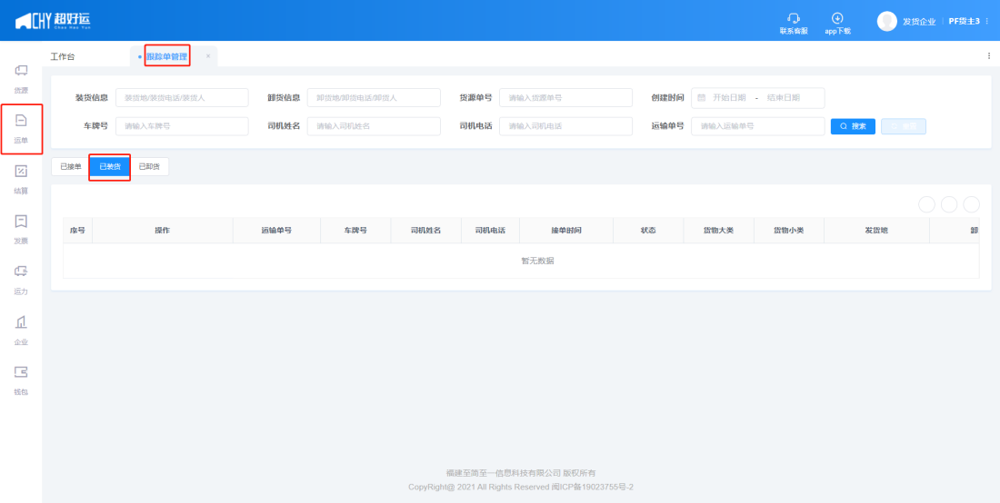 CHY 超好运
Chao Hao Yun
联系客服
app下载
发货企业
PF货主3
工作台
跟踪单管理
货源
运单
结算
发票
运力
企业
钱包
装货信息 装货地/装货电话/装货人 卸货信息 卸货地/卸货电话/卸货人 货源单号 请输入货源单号 创建时间 开始日期 - 结束日期
车牌号 请输入车牌号 司机姓名 请输入司机姓名 司机电话 请输入司机电话 运输单号 请输入运输单号 搜索
已接单 已装货 已卸货
序号 操作 运输单号 车牌号 司机姓名 司机电话 接单时间 状态 货物大类 货物小类 发货地 卸
暂无数据
福建至简至一信息科技有限公司 版权所有
CopyRight@ 2021 All Rights Reserved 闽ICP备19023755号-2